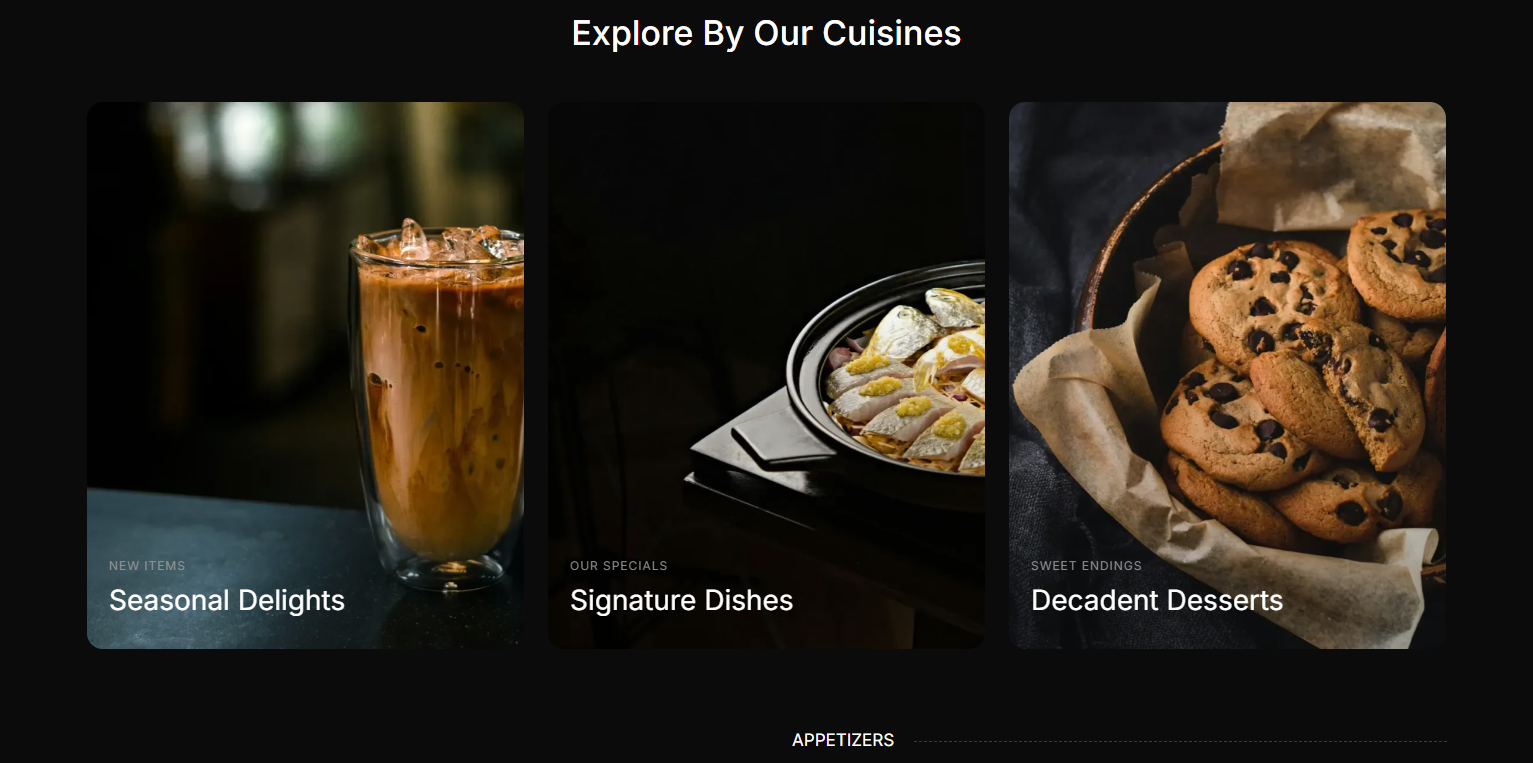 Explore By Our Cuisines
NEW ITEMS
Seasonal Delights
OUR SPECIALS
Signature Dishes
SWEET ENDINGS
Decadent Desserts
APPETIZERS